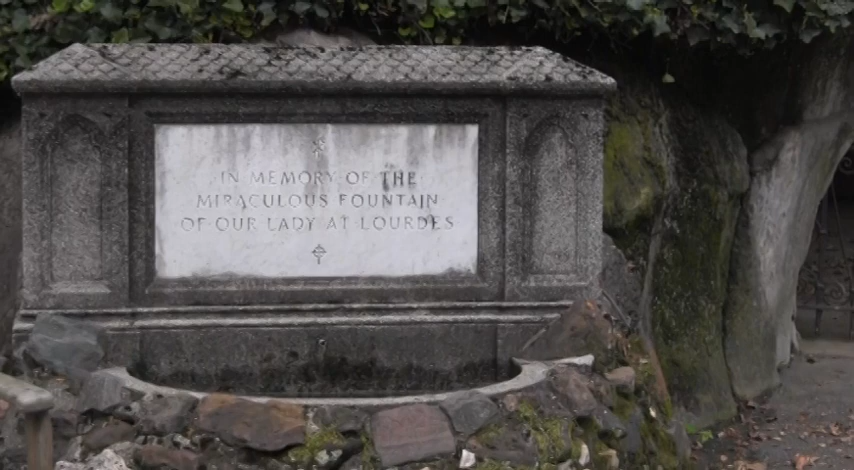 IN MEMORY OF THE
MIRACULOUS FOUNTAIN
OF OUR LADY AT LOURDES